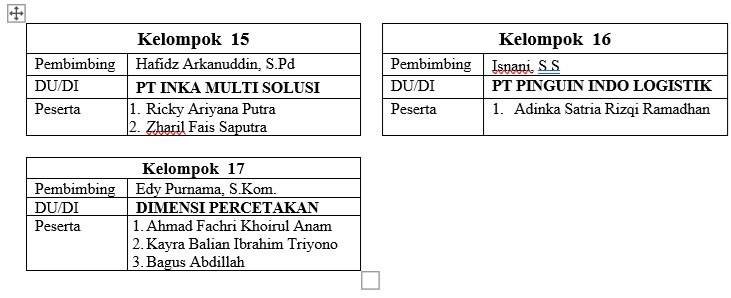 Kelompok 15
Pembimbing Hafidz Arkanuddin, S.Pd
DU/DI PT INKA MULTI SOLUSI
Peserta 1. Ricky Ariyana Putra
2. Zharil Fais Saputra
Kelompok 16
Pembimbing Isnani, S.S
DU/DI PT PINGUIN INDO LOGISTIK
Peserta 1. Adinka Satria Rizqi Ramadhan
Kelompok 17
Pembimbing Edy Purnama, S.Kom.
DU/DI DIMENSI PERCETAKAN
Peserta 1. Ahmad Fachri Khoirul Anam
2. Kayra Balian Ibrahim Triyono
3. Bagus Abdillah